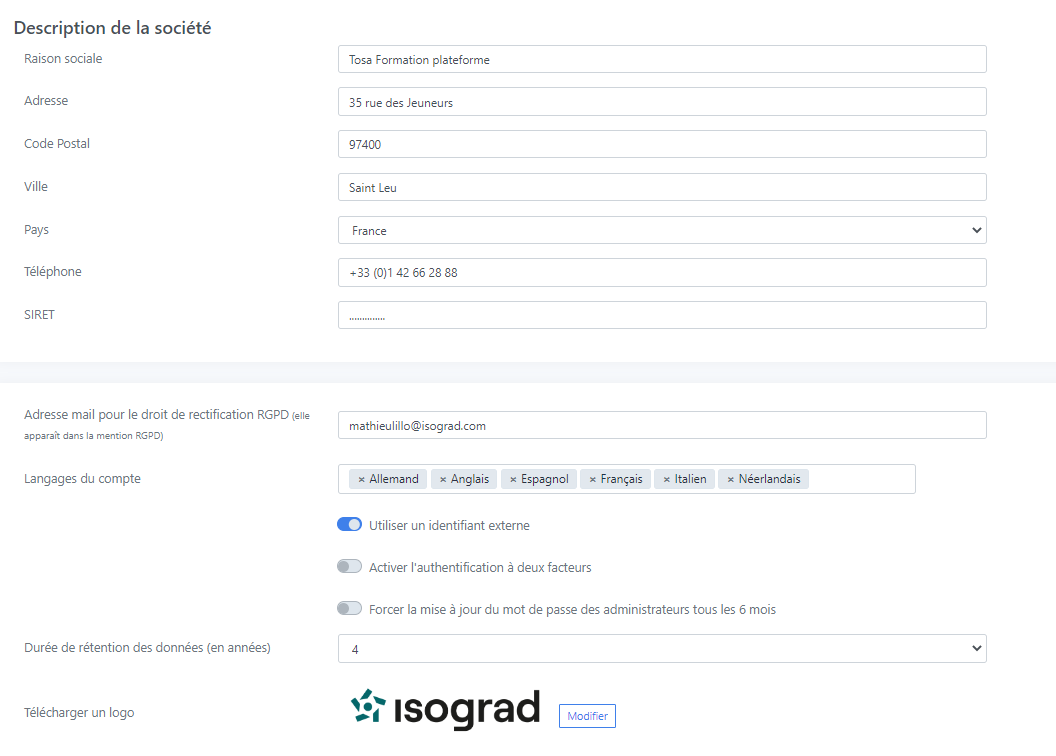 Description de la société
Raison sociale
Tosa Formation plateforme
Adresse
35 rue des Jeuneurs
Code Postal
97400
Ville
Saint Leu
Pays
France
Téléphone
+33 (0)1 42 66 28 88
SIRET
..............
Adresse mail pour le droit de rectification RGPD (elle
apparaît dans la mention RGPD)
mathieulillo@isograd.com
Langages du compte
× Allemand × Anglais × Espagnol × Français × Italien × Néerlandais
Utiliser un identifiant externe
Activer l'authentification à deux facteurs
Forcer la mise à jour du mot de passe des administrateurs tous les 6 mois
Durée de rétention des données (en années)
4
Télécharger un logo
isograd
Modifier